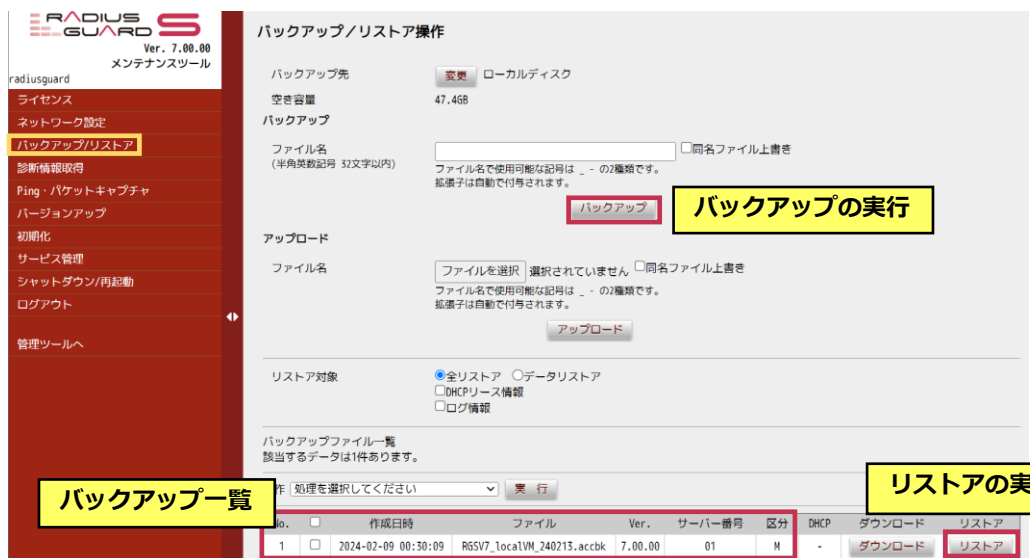 RADIUS
GUARD S
Ver. 7.00.00
メンテナンスツール
radiusguard
ライセンス
ネットワーク設定
バックアップ/リストア
診断情報取得
Ping・パケットキャプチャ
バージョンアップ
初期化
サービス管理
シャットダウン/再起動
ログアウト
管理ツールへ
バックアップ／リストア操作
バックアップ先 変更 ローカルディスク
空き容量 47.4GB
バックアップ
ファイル名 同名ファイル上書き
(半角英数記号 32文字以内)
ファイル名で使用可能な記号は _ - の2種類です。
拡張子は自動で付与されます。
バックアップ
バックアップの実行
アップロード
ファイル名 ファイルを選択 選択されていません 同名ファイル上書き
ファイル名で使用可能な記号は _ - の2種類です。
拡張子は自動で付与されます。
アップロード
リストア対象 全リストア データリストア
DHCPリース情報
ログ情報
バックアップファイル一覧
該当するデータは1件あります。
バックアップ一覧
作 処理を選択してください 実 行
リストアの実
No. 作成日時 ファイル Ver. サーバー番号 区分 DHCP ダウンロード リストア
1 2024-02-09 00:30:09 RGSV7_localVM_240213.accbk 7.00.00 01 M - ダウンロード リストア